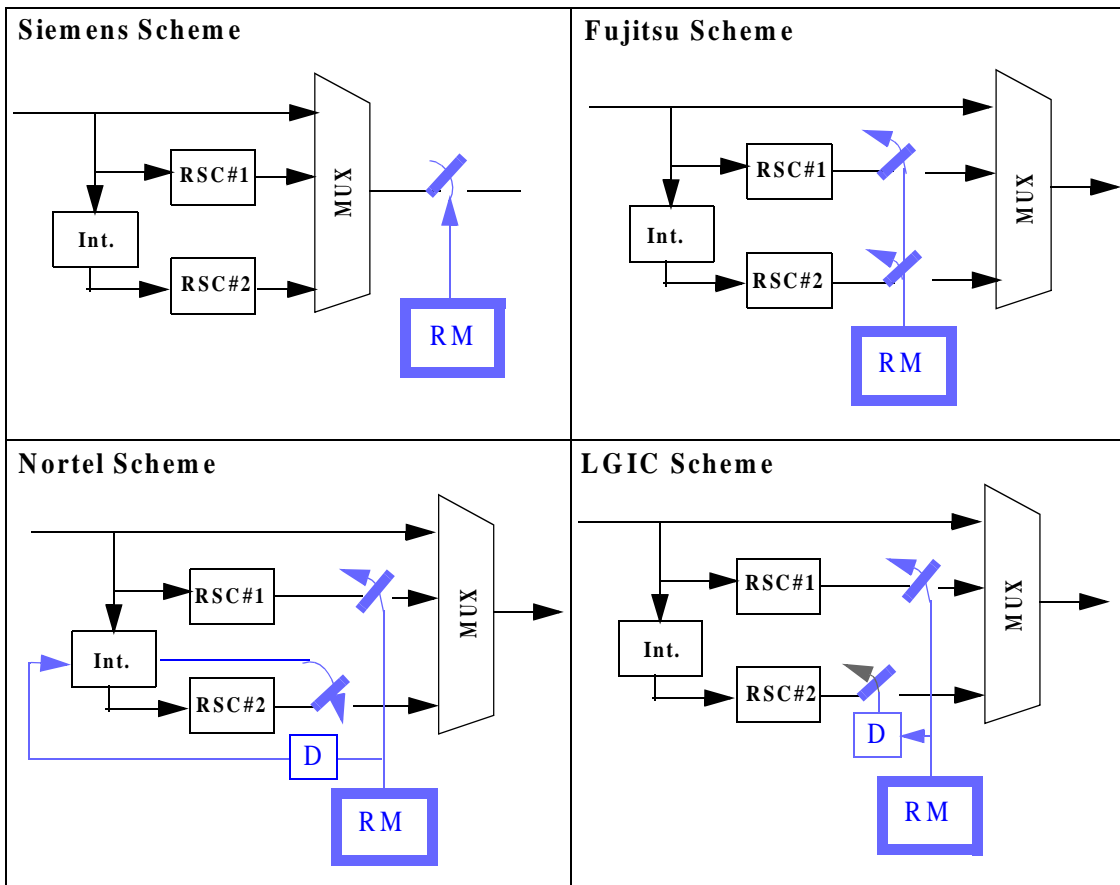 Siemens Scheme
RSC#1
Int.
RSC#2
MUX
RM
Fujitsu Scheme
RSC#1
Int.
RSC#2
MUX
RM
Nortel Scheme
RSC#1
Int.
RSC#2
MUX
D
RM
LGIC Scheme
RSC#1
Int.
RSC#2
MUX
D
RM